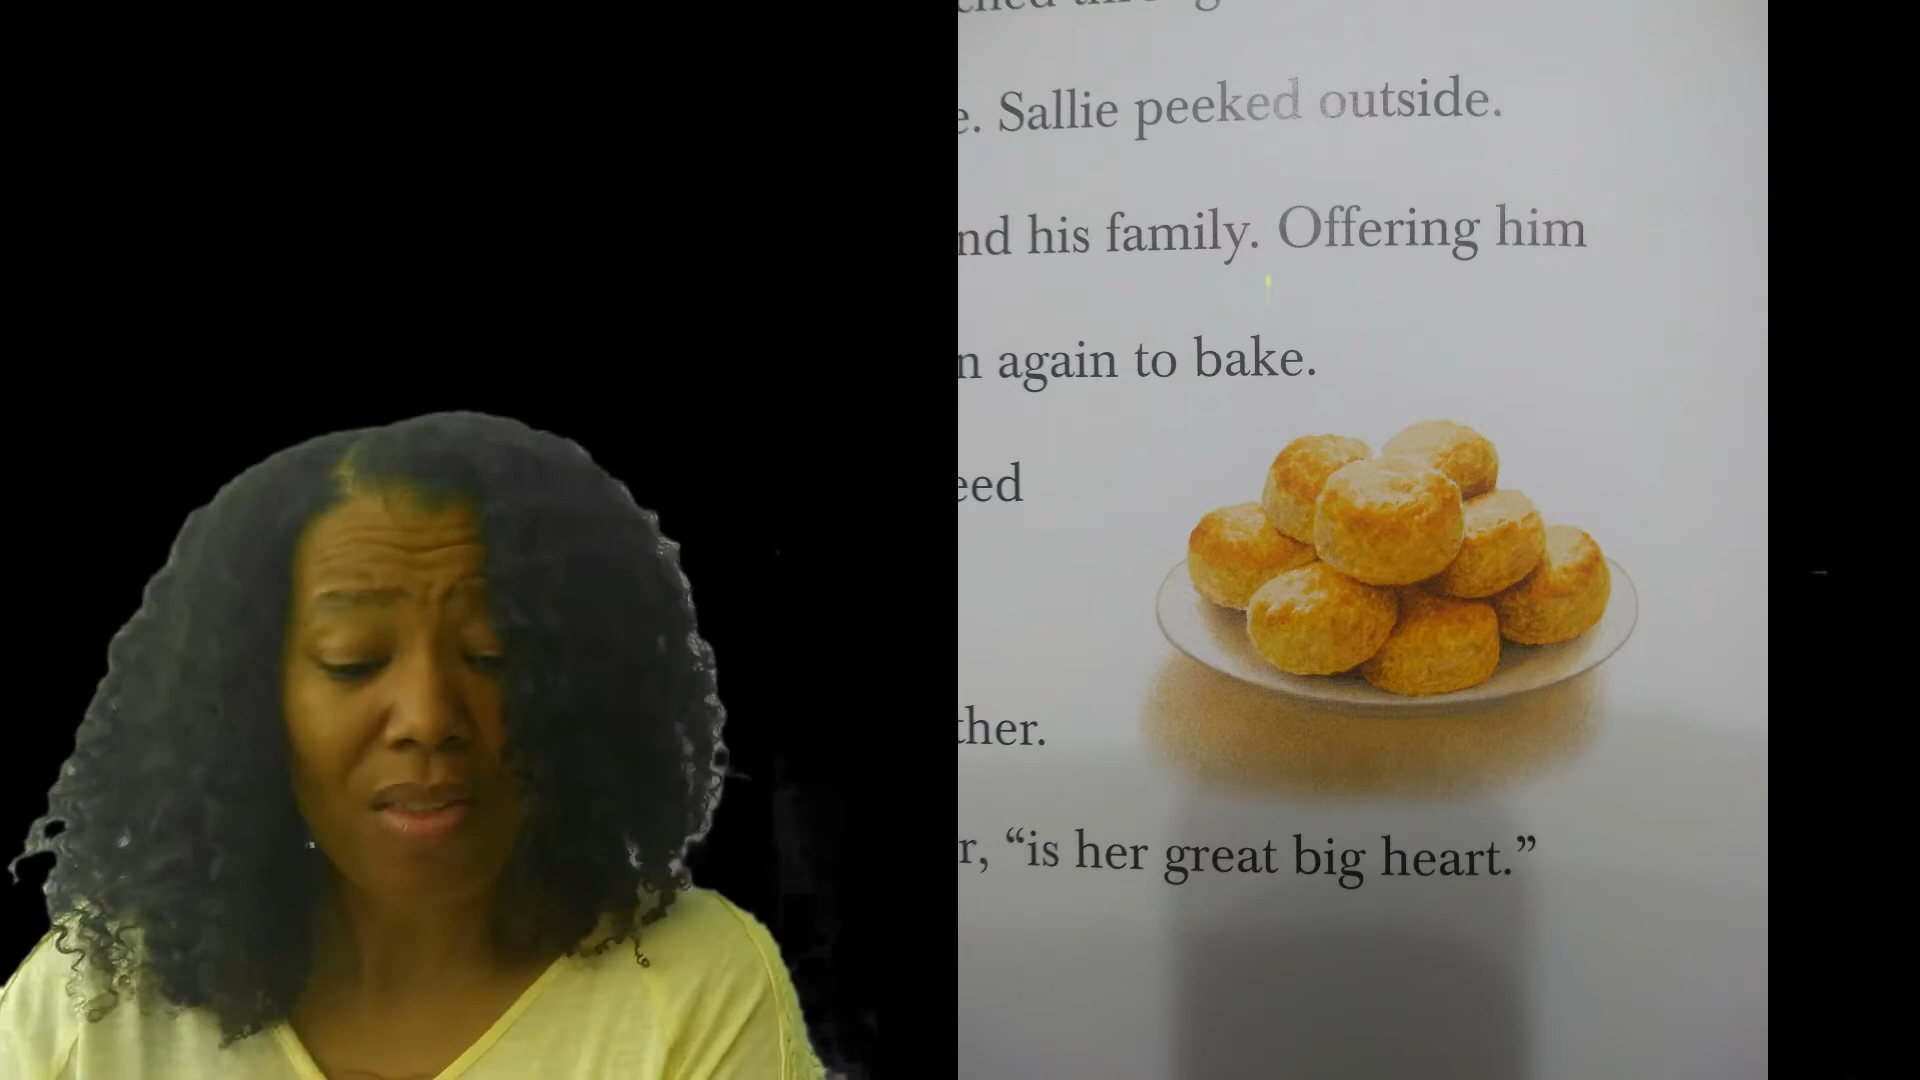 e. Sallie peeked outside.
nd his family. Offering him
n again to bake.
eed
ther.
r, “is her great big heart.”